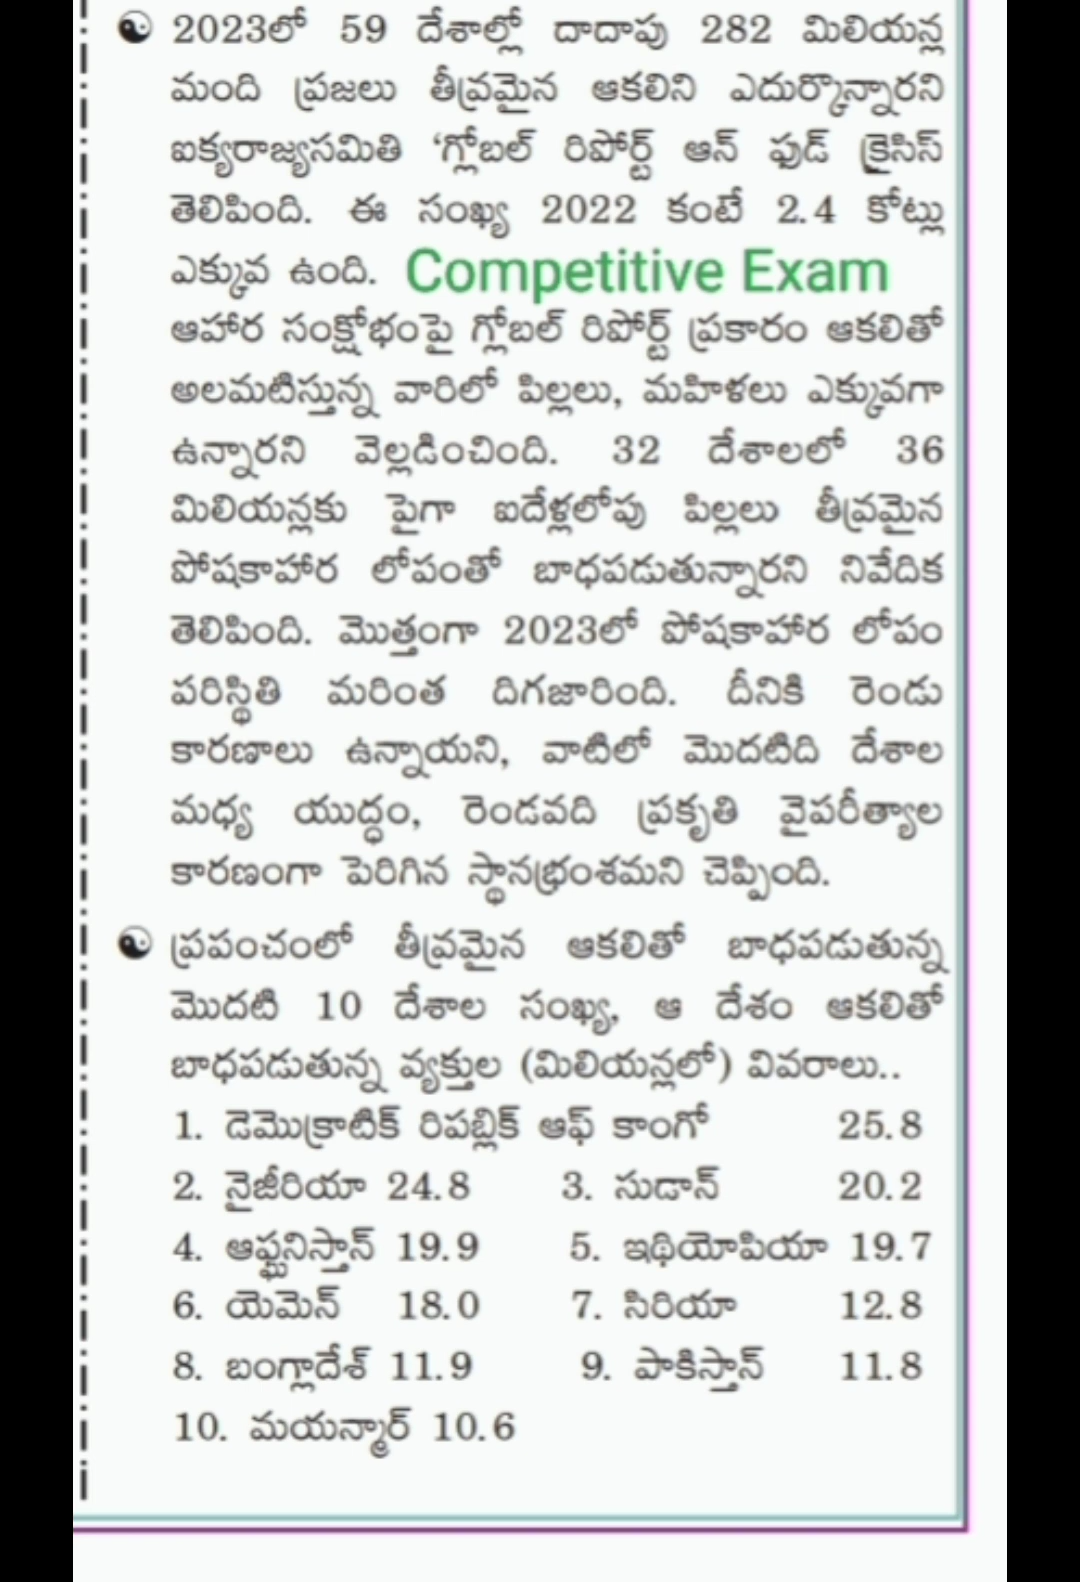 2023లో 59 దేశాల్లో దాదాపు 282 మిలియన్ల
మంది ప్రజలు తీవ్రమైన ఆకలిని ఎదుర్కొన్నారని
ఐక్యరాజ్యసమితి ‘గ్లోబల్ రిపోర్ట్ ఆన్ ఫుడ్ క్రైసిస్
తెలిపింది. ఈ సంఖ్య 2022 కంటే 2.4 కోట్లు
ఎక్కువ ఉంది. Competitive Exam
ఆహార సంక్షోభంపై గ్లోబల్ రిపోర్ట్ ప్రకారం ఆకలితో
అలమటిస్తున్న వారిలో పిల్లలు, మహిళలు ఎక్కువగా
ఉన్నారని వెల్లడించింది. 32 దేశాలలో 36
మిలియన్లకు పైగా ఐదేళ్లలోపు పిల్లలు తీవ్రమైన
పోషకాహార లోపంతో బాధపడుతున్నారని నివేదిక
తెలిపింది. మొత్తంగా 2023లో పోషకాహార లోపం
పరిస్థితి మరింత దిగజారింది. దీనికి రెండు
కారణాలు ఉన్నాయని, వాటిలో మొదటిది దేశాల
మధ్య యుద్ధం, రెండవది ప్రకృతి వైపరీత్యాల
కారణంగా పెరిగిన స్థానభ్రంశమని చెప్పింది.
ప్రపంచంలో తీవ్రమైన ఆకలితో బాధపడుతున్న
మొదటి 10 దేశాల సంఖ్య, ఆ దేశం ఆకలితో
బాధపడుతున్న వ్యక్తుల (మిలియన్లలో) వివరాలు..
1. డెమొక్రాటిక్ రిపబ్లిక్ ఆఫ్ కాంగో 25.8
2. నైజీరియా 24.8 3. సుడాన్ 20.2
4. ఆఫ్ఘనిస్తాన్ 19.9 5. ఇథియోపియా 19.7
6. యెమెన్ 18.0 7. సిరియా 12.8
8. బంగ్లాదేశ్ 11.9 9. పాకిస్తాన్ 11.8
10. మయన్మార్ 10.6